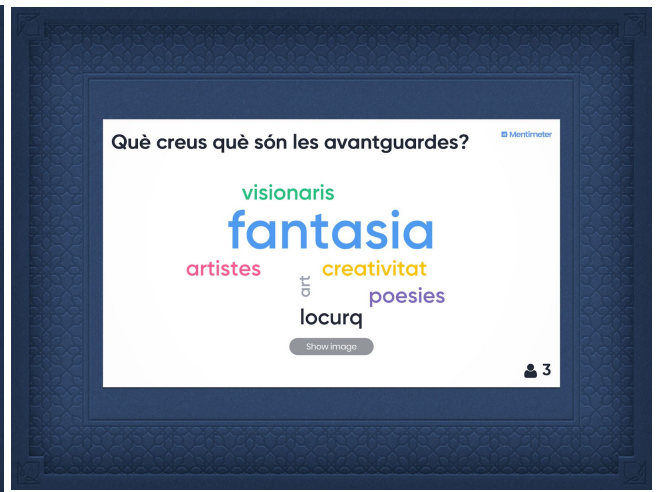 Què creus què són les avantguardes?
Mentimeter
visionaris
fantasia
artistes
creativitat
art
poesies
locurq
Show image
3